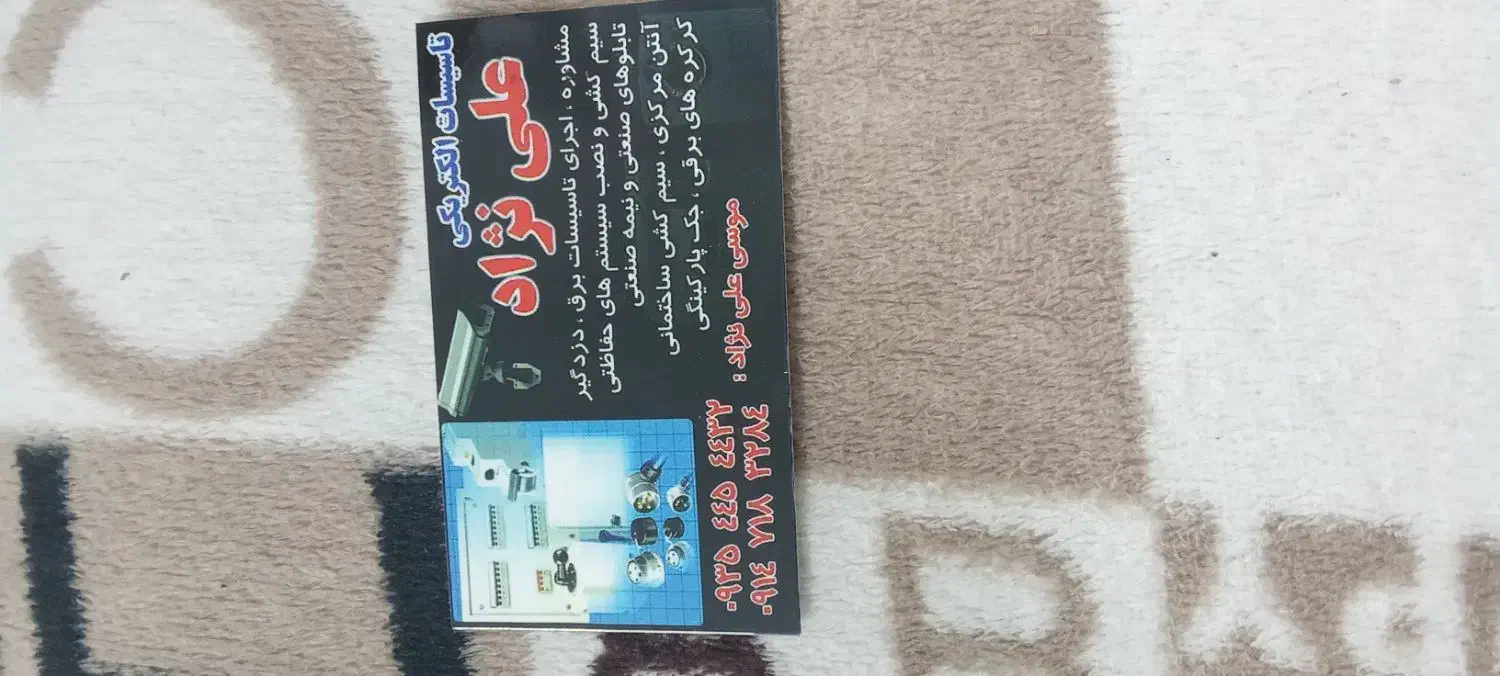 تاسیسات الکتریکی
علی نژاد
مشاوره ، اجرای تاسیسات برق ، دزدگیر
سیم کشی و نصب سیستم های حفاظتی
تابلوهای صنعتی و نیمه صنعتی
آنتن مرکزی ، سیم کشی ساختمانی
کرکره های برقی ، جک پارکینگی
موسی علی نژاد :
۰۹۳۵ ۴۴۵ ۴۴۳۲
۰۹۱۴ ۷۱۸ ۳۲۸۴